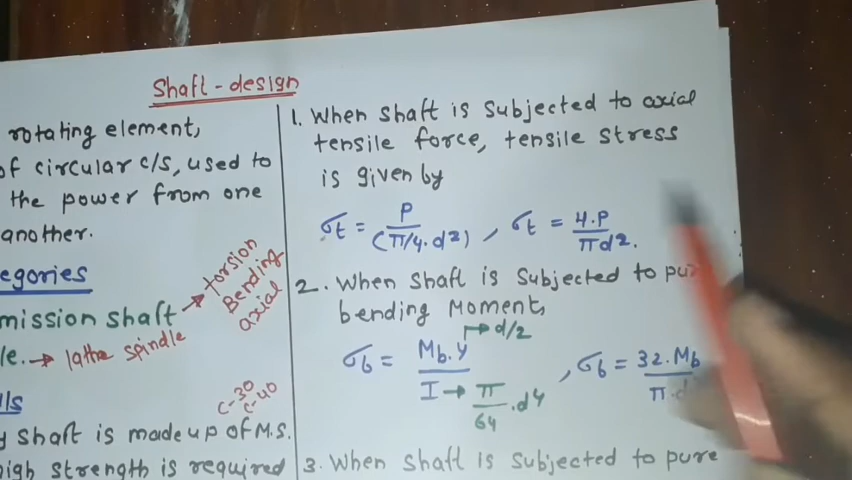 Shaft-design
rotating element,
of circular c/s, used to
the power from one
another.
egories
mission shaft → torsion
Bending
axial
le. → lathe spindle
ls
C-30
C-40
y shaft is made up of M.S.
high strength is required
1. When shaft is subjected to axial
tensile force, tensile stress
is given by
σt = P / (π/4.d2) , σt = 4.P / πd2.
2. When shaft is subjected to pur
bending moment,
σb = Mb.y / I , σb = 32.Mb / π.d
→ d/2
→ π/64 .d4
3. When shaft is subjected to pure